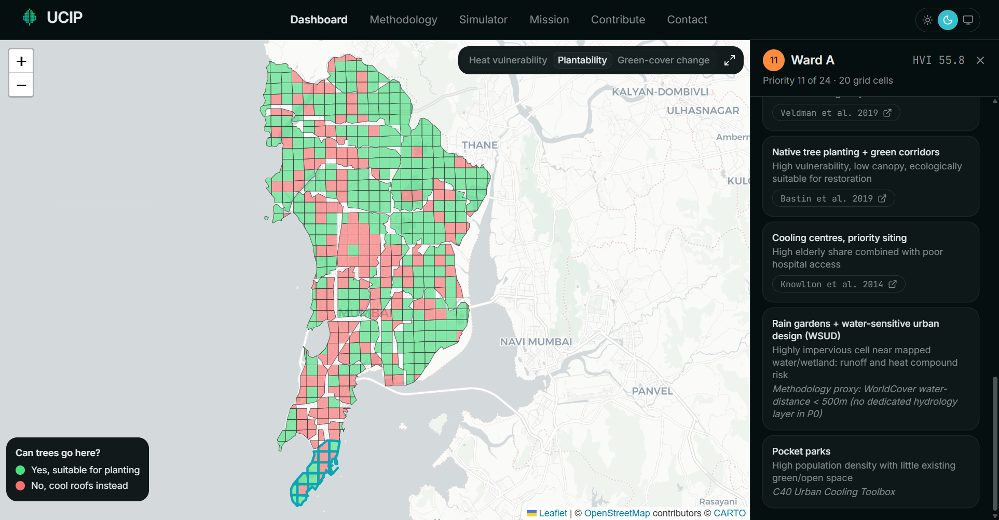 UCIP
Dashboard
Methodology
Simulator
Mission
Contribute
Contact
+
−
Heat vulnerability
Plantability
Green-cover change
KALYAN-DOMBIVLI
ULHASNAGAR
THANE
MUMBAI
NAVI MUMBAI
PANVEL
Rasayani
Can trees go here?
Yes, suitable for planting
No, cool roofs instead
Leaflet | © OpenStreetMap contributors © CARTO
11
Ward A
HVI 55.8
Priority 11 of 24 · 20 grid cells
Veldman et al. 2019
Native tree planting + green corridors
High vulnerability, low canopy, ecologically
suitable for restoration
Bastin et al. 2019
Cooling centres, priority siting
High elderly share combined with poor
hospital access
Knowlton et al. 2014
Rain gardens + water-sensitive urban
design (WSUD)
Highly impervious cell near mapped
water/wetland: runoff and heat compound
risk
Methodology proxy: WorldCover water-
distance < 500m (no dedicated hydrology
layer in P0)
Pocket parks
High population density with little existing
green/open space
C40 Urban Cooling Toolbox